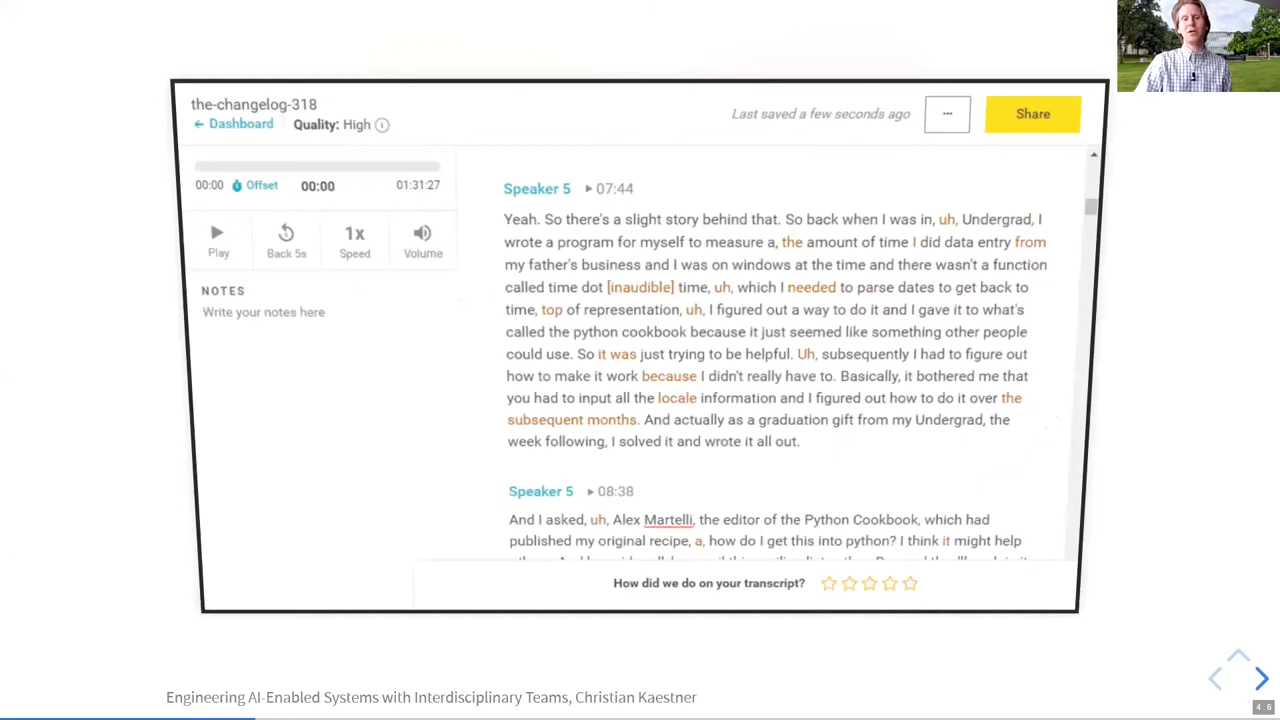 the-changelog-318
← Dashboard Quality: High
Last saved a few seconds ago
...
Share
00:00 Offset 00:00 01:31:27
Play Back 5s 1x Speed Volume
NOTES
Write your notes here
Speaker 5 07:44
Yeah. So there's a slight story behind that. So back when I was in, uh, Undergrad, I
wrote a program for myself to measure a, the amount of time I did data entry from
my father's business and I was on windows at the time and there wasn't a function
called time dot [inaudible] time, uh, which I needed to parse dates to get back to
time, top of representation, uh, I figured out a way to do it and I gave it to what's
called the python cookbook because it just seemed like something other people
could use. So it was just trying to be helpful. Uh, subsequently I had to figure out
how to make it work because I didn't really have to. Basically, it bothered me that
you had to input all the locale information and I figured out how to do it over the
subsequent months. And actually as a graduation gift from my Undergrad, the
week following, I solved it and wrote it all out.
Speaker 5 08:38
And I asked, uh, Alex Martelli, the editor of the Python Cookbook, which had
published my original recipe, a, how do I get this into python? I think it might help
How did we do on your transcript?
Engineering AI-Enabled Systems with Interdisciplinary Teams, Christian Kaestner
4.6